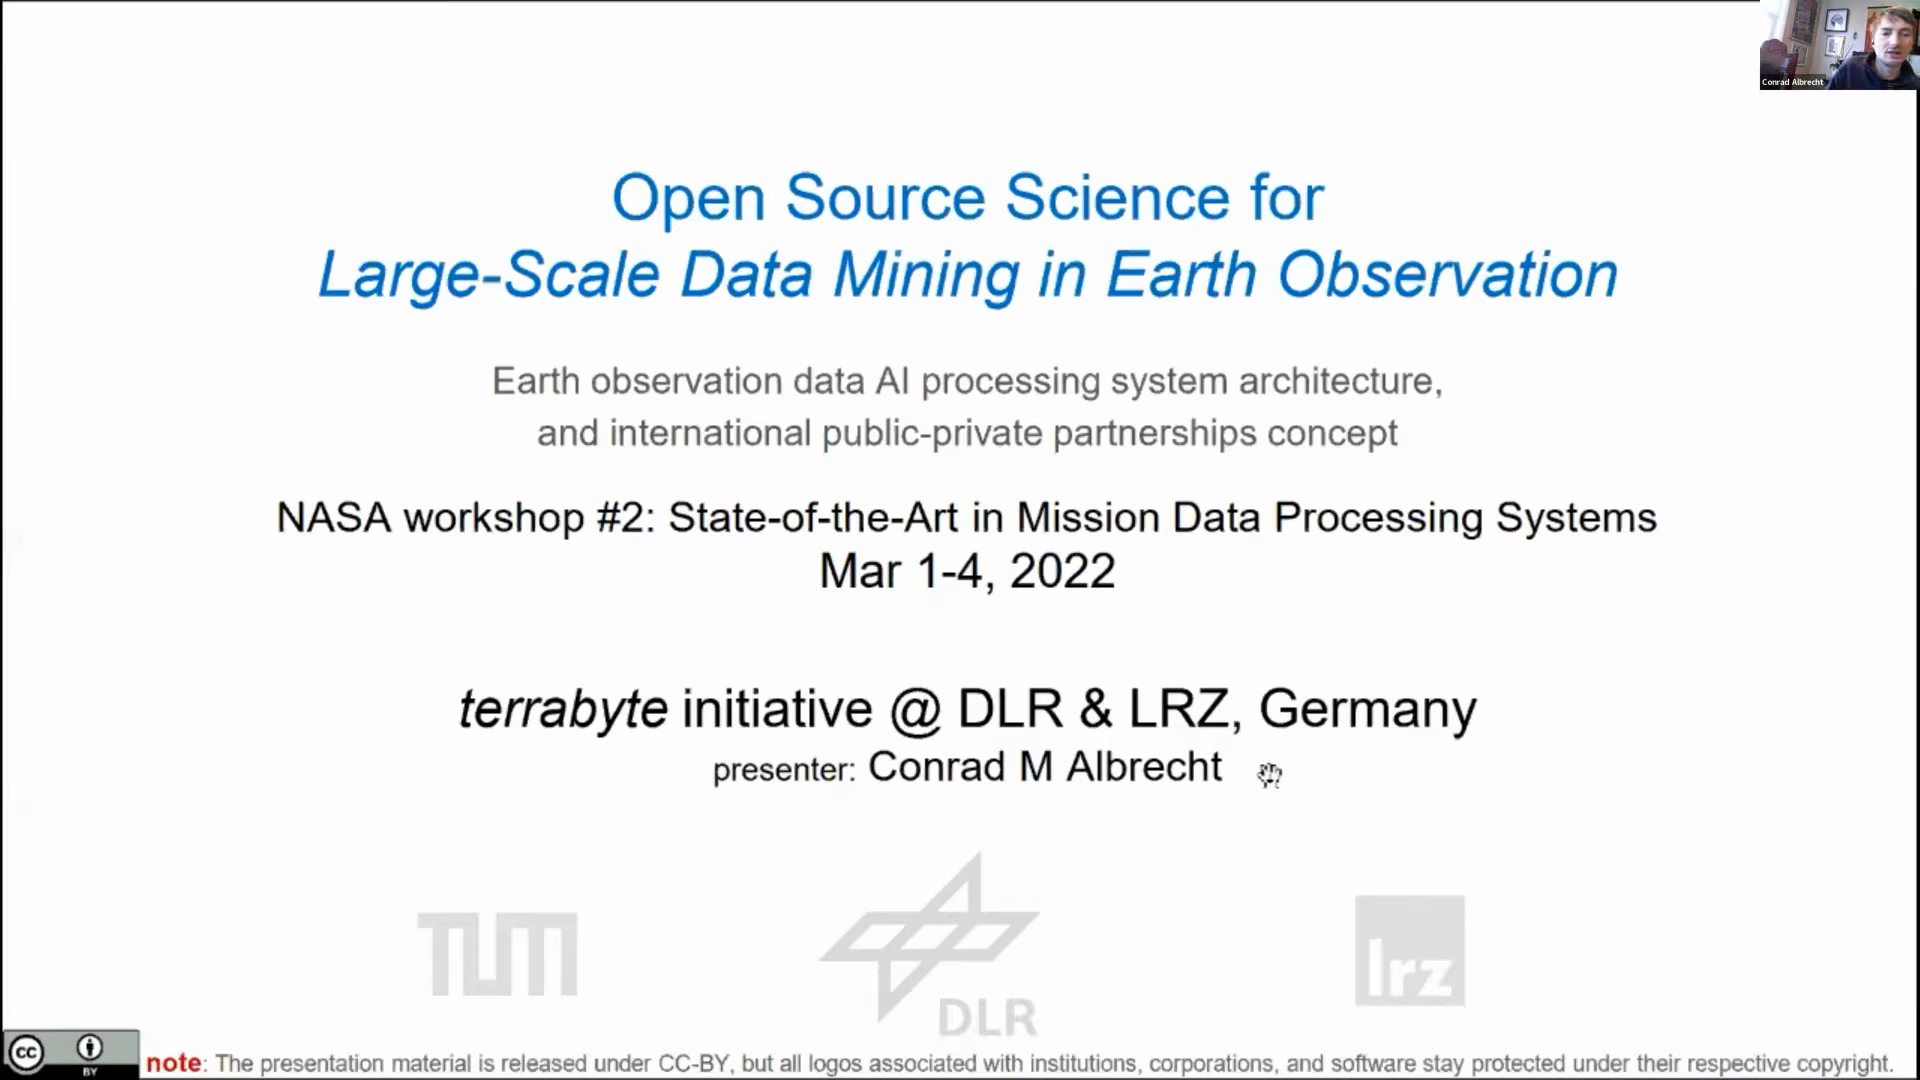 Conrad Albrecht
Open Source Science for
Large-Scale Data Mining in Earth Observation
Earth observation data AI processing system architecture,
and international public-private partnerships concept
NASA workshop #2: State-of-the-Art in Mission Data Processing Systems
Mar 1-4, 2022
terrabyte initiative @ DLR & LRZ, Germany
presenter: Conrad M Albrecht
TUM
DLR
lrz
cc
BY
note: The presentation material is released under CC-BY, but all logos associated with institutions, corporations, and software stay protected under their respective copyright.